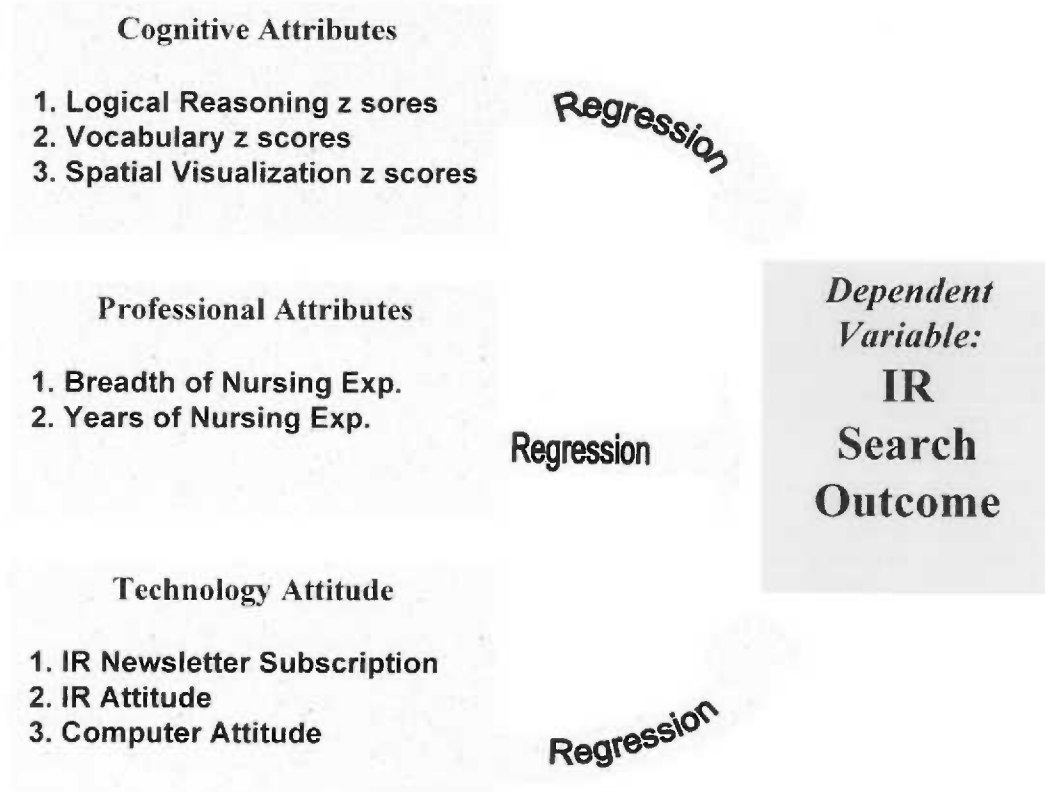 Cognitive Attributes
1. Logical Reasoning z sores
2. Vocabulary z scores
3. Spatial Visualization z scores
Regression
Professional Attributes
1. Breadth of Nursing Exp.
2. Years of Nursing Exp.
Regression
Dependent
Variable:
IR
Search
Outcome
Technology Attitude
1. IR Newsletter Subscription
2. IR Attitude
3. Computer Attitude
Regression